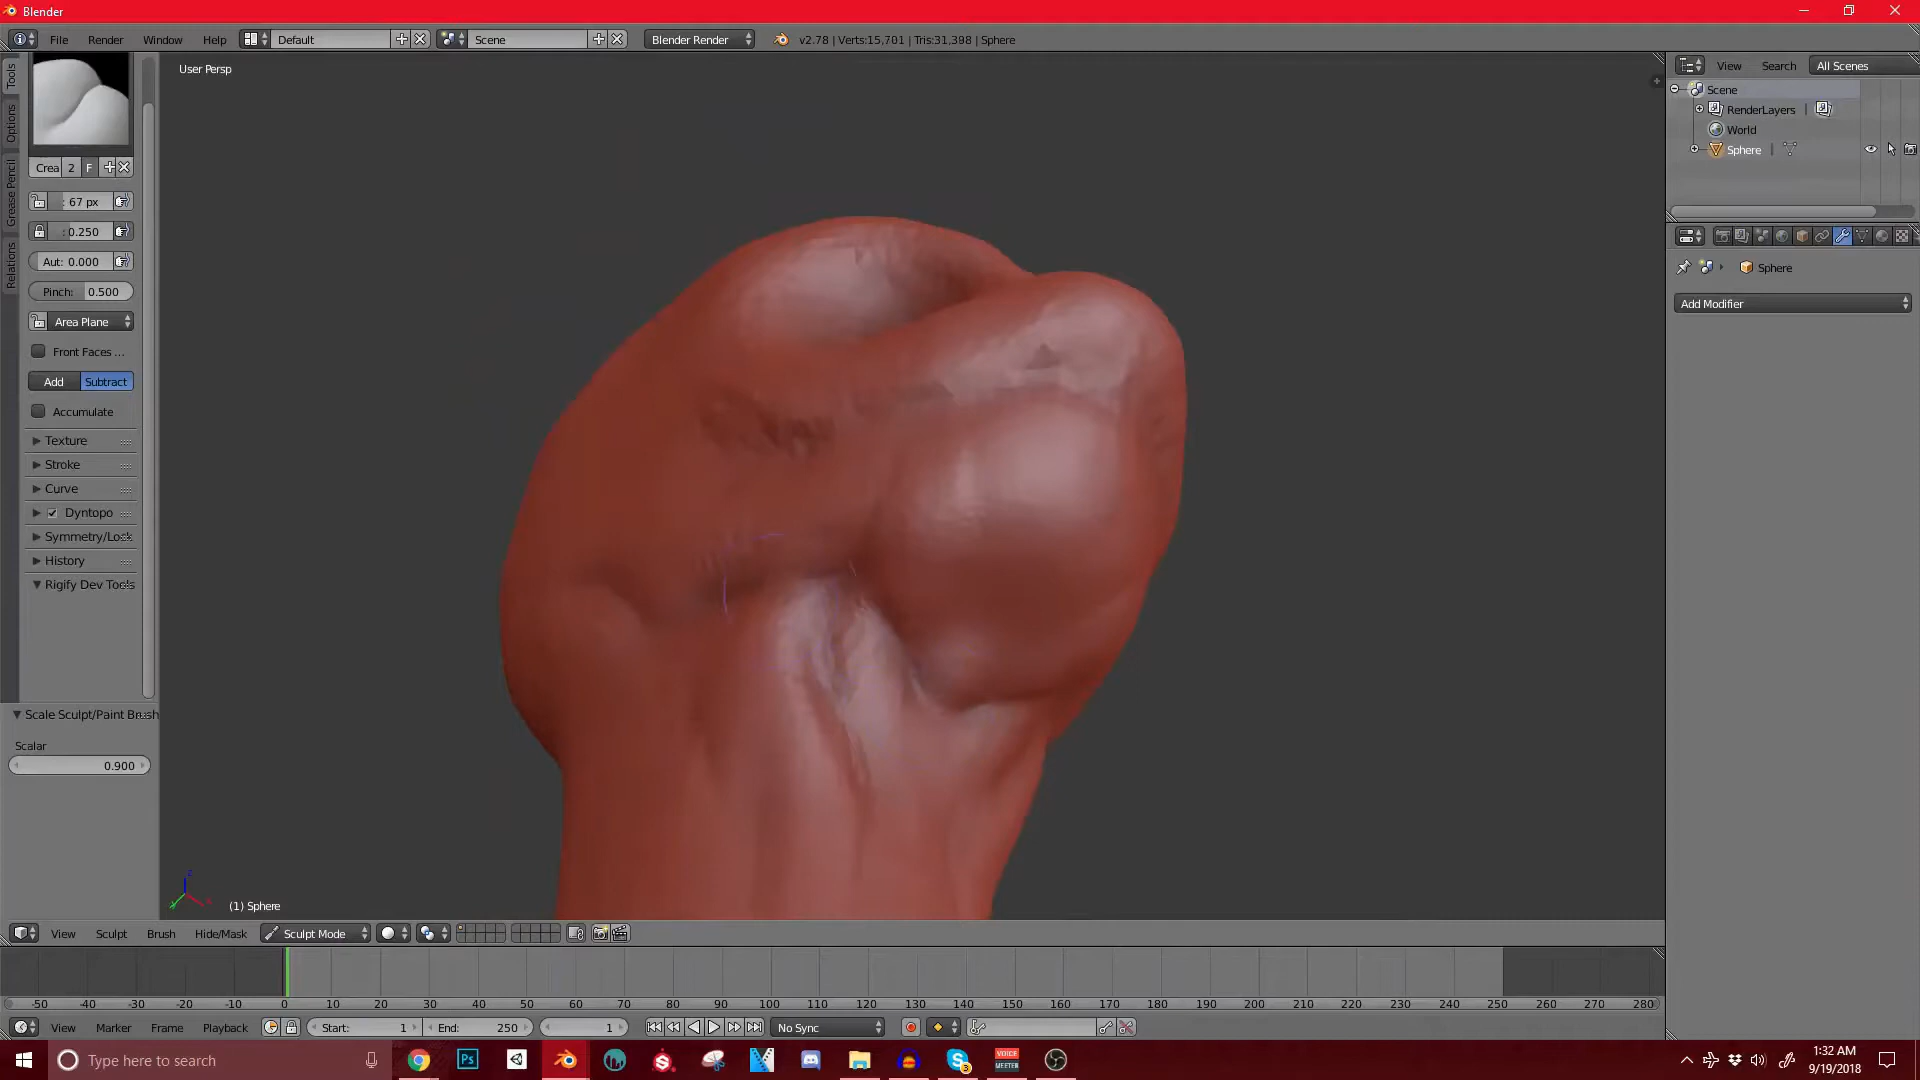 Blender
File Render Window Help Default Scene Blender Render v2.78 | Verts:15,701 | Tris:31,398 | Sphere
User Persp
Tools
Options
Grease Pencil
Relations
Crea 2 F
: 67 px
: 0.250
Aut: 0.000
Pinch: 0.500
Area Plane
Front Faces ...
Add Subtract
Accumulate
Texture
Stroke
Curve
Dyntopo
Symmetry/Lock
History
Rigify Dev Tools
Scale Sculpt/Paint Brush
Scalar
0.900
(1) Sphere
View Search All Scenes
Scene
RenderLayers
World
Sphere
Sphere
Add Modifier
View Sculpt Brush Hide/Mask Sculpt Mode
-50 -40 -30 -20 -10 0 10 20 30 40 50 60 70 80 90 100 110 120 130 140 150 160 170 180 190 200 210 220 230 240 250 260 270 280
View Marker Frame Playback Start: 1 End: 250 1 No Sync
Type here to search
Ps
VOICE
MEETER
1:32 AM
9/19/2018